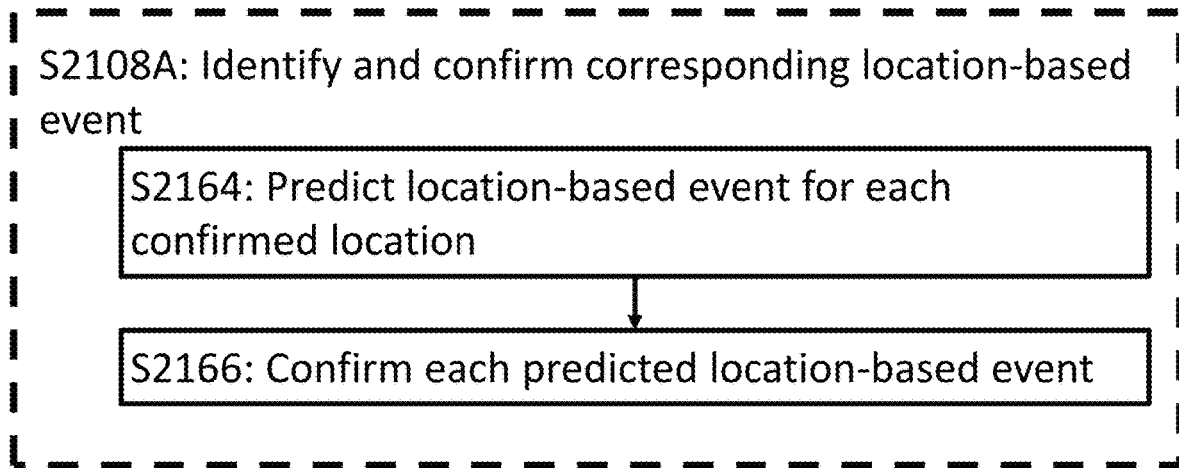 S2108A: Identify and confirm corresponding location-based
event
S2164: Predict location-based event for each
confirmed location
S2166: Confirm each predicted location-based event